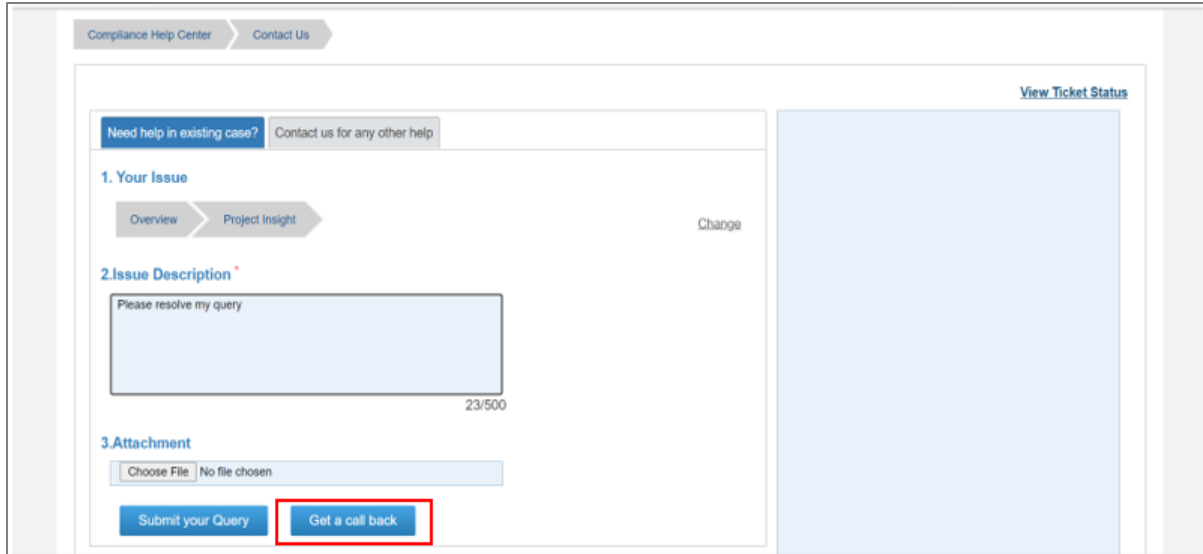 Compliance Help Center Contact Us
View Ticket Status
Need help in existing case? Contact us for any other help
1. Your Issue
Overview Project Insight
Change
2.Issue Description *
Please resolve my query
23/500
3.Attachment
Choose File No file chosen
Submit your Query Get a call back